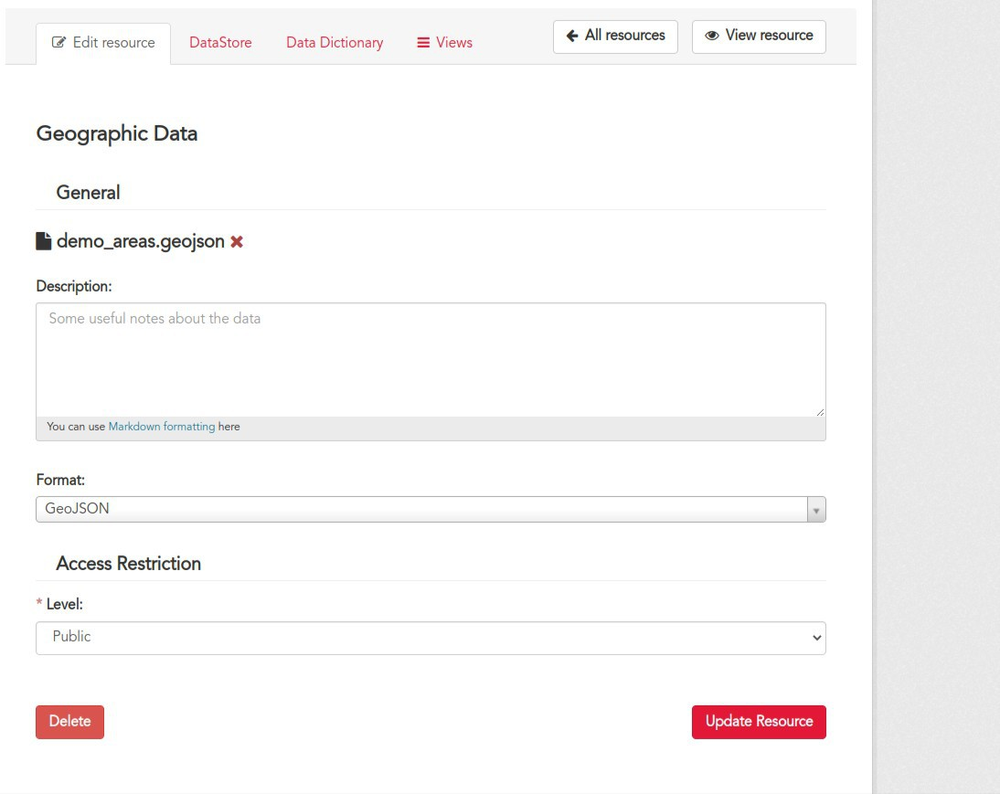 Edit resource DataStore Data Dictionary Views All resources View resource
Geographic Data
General
demo_areas.geojson
Description:
Some useful notes about the data
You can use Markdown formatting here
Format:
GeoJSON
Access Restriction
* Level:
Public
Delete Update Resource